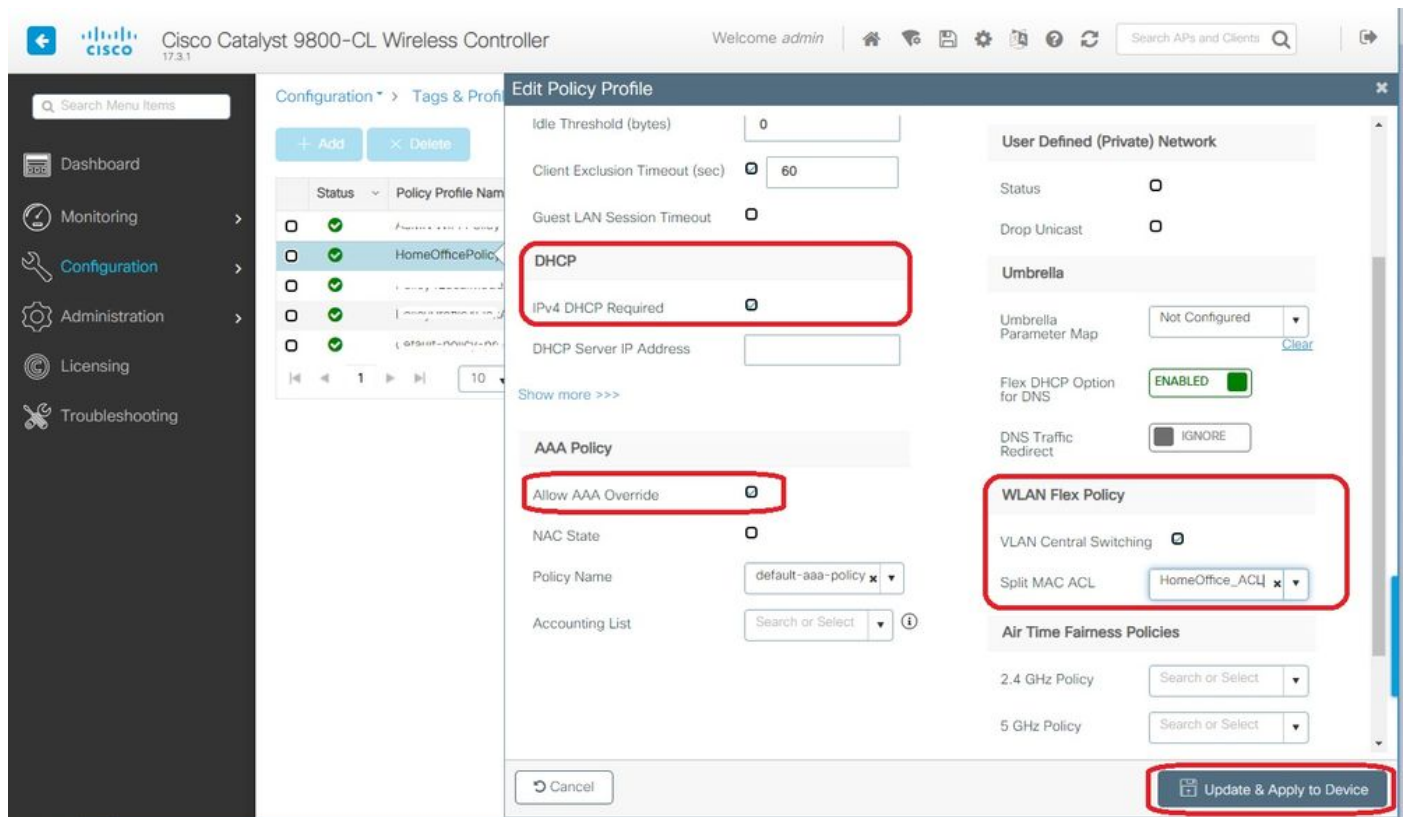 CISCO
Cisco Catalyst 9800-CL Wireless Controller
17.3.1
Welcome admin
Search APs and Clients
Search Menu Items
Dashboard
Monitoring
Configuration
Administration
Licensing
Troubleshooting
Configuration > Tags & Profil
+ Add
× Delete
Status
Policy Profile Nam
HomeOfficePolic
1
10
Edit Policy Profile
Idle Threshold (bytes)
0
Client Exclusion Timeout (sec)
60
Guest LAN Session Timeout
DHCP
IPv4 DHCP Required
DHCP Server IP Address
Show more >>>
AAA Policy
Allow AAA Override
NAC State
Policy Name
default-aaa-policy
Accounting List
Search or Select
User Defined (Private) Network
Status
Drop Unicast
Umbrella
Umbrella
Parameter Map
Not Configured
Clear
Flex DHCP Option
for DNS
ENABLED
DNS Traffic
Redirect
IGNORE
WLAN Flex Policy
VLAN Central Switching
Split MAC ACL
HomeOffice_ACL
Air Time Fairness Policies
2.4 GHz Policy
Search or Select
5 GHz Policy
Search or Select
Cancel
Update & Apply to Device